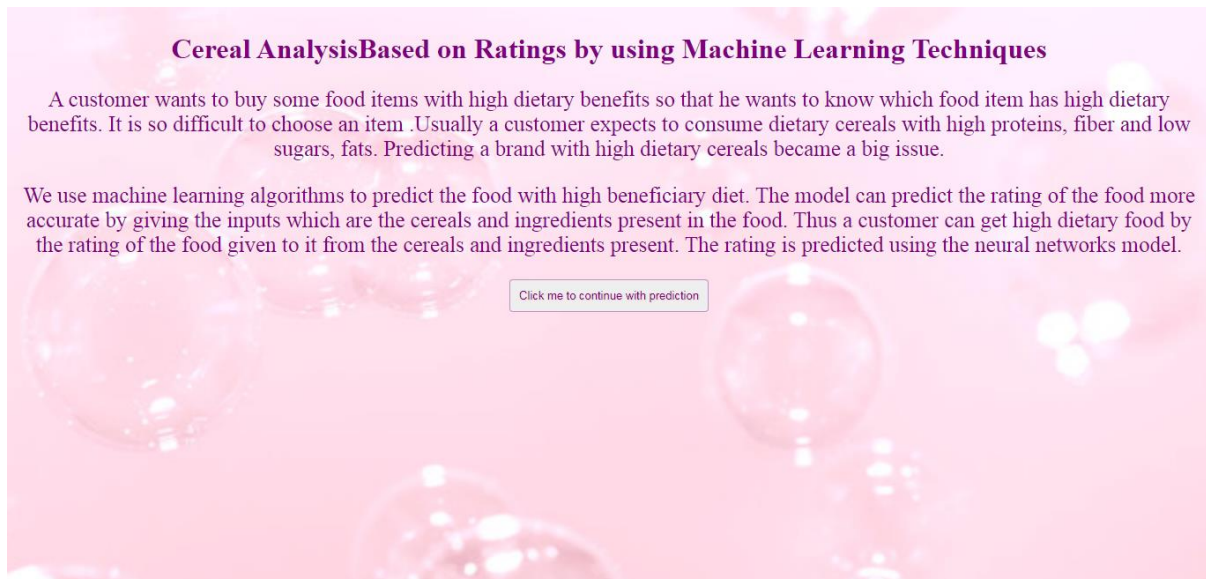 Cereal AnalysisBased on Ratings by using Machine Learning Techniques
A customer wants to buy some food items with high dietary benefits so that he wants to know which food item has high dietary
benefits. It is so difficult to choose an item .Usually a customer expects to consume dietary cereals with high proteins, fiber and low
sugars, fats. Predicting a brand with high dietary cereals became a big issue.
We use machine learning algorithms to predict the food with high beneficiary diet. The model can predict the rating of the food more
accurate by giving the inputs which are the cereals and ingredients present in the food. Thus a customer can get high dietary food by
the rating of the food given to it from the cereals and ingredients present. The rating is predicted using the neural networks model.
Click me to continue with prediction